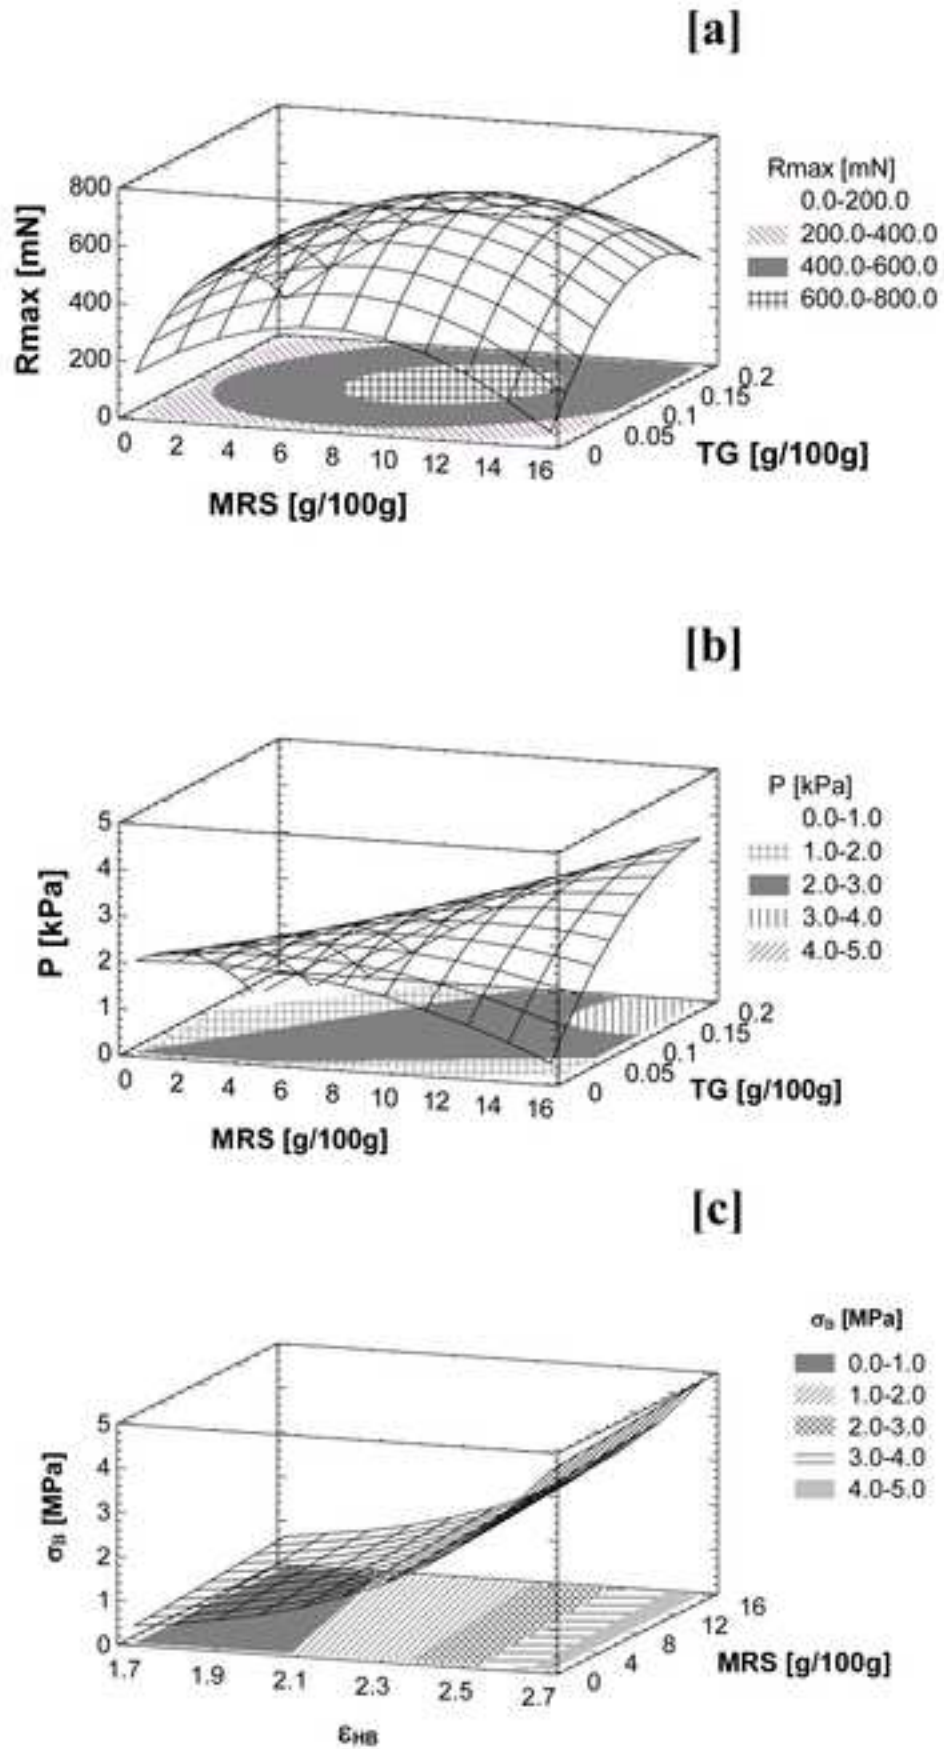 [a]
Rmax [mN]
0.0-200.0
200.0-400.0
400.0-600.0
600.0-800.0
800
600
400
200
0
Rmax [mN]
0 2 4 6 8 10 12 14 16
MRS [g/100g]
0 0.05 0.1 0.15 0.2
TG [g/100g]
[b]
P [kPa]
0.0-1.0
1.0-2.0
2.0-3.0
3.0-4.0
4.0-5.0
5
4
3
2
1
0
P [kPa]
0 2 4 6 8 10 12 14 16
MRS [g/100g]
0 0.05 0.1 0.15 0.2
TG [g/100g]
[c]
σB [MPa]
0.0-1.0
1.0-2.0
2.0-3.0
3.0-4.0
4.0-5.0
5
4
3
2
1
0
σB [MPa]
1.7 1.9 2.1 2.3 2.5 2.7
εHB
0 4 8 12 16
MRS [g/100g]